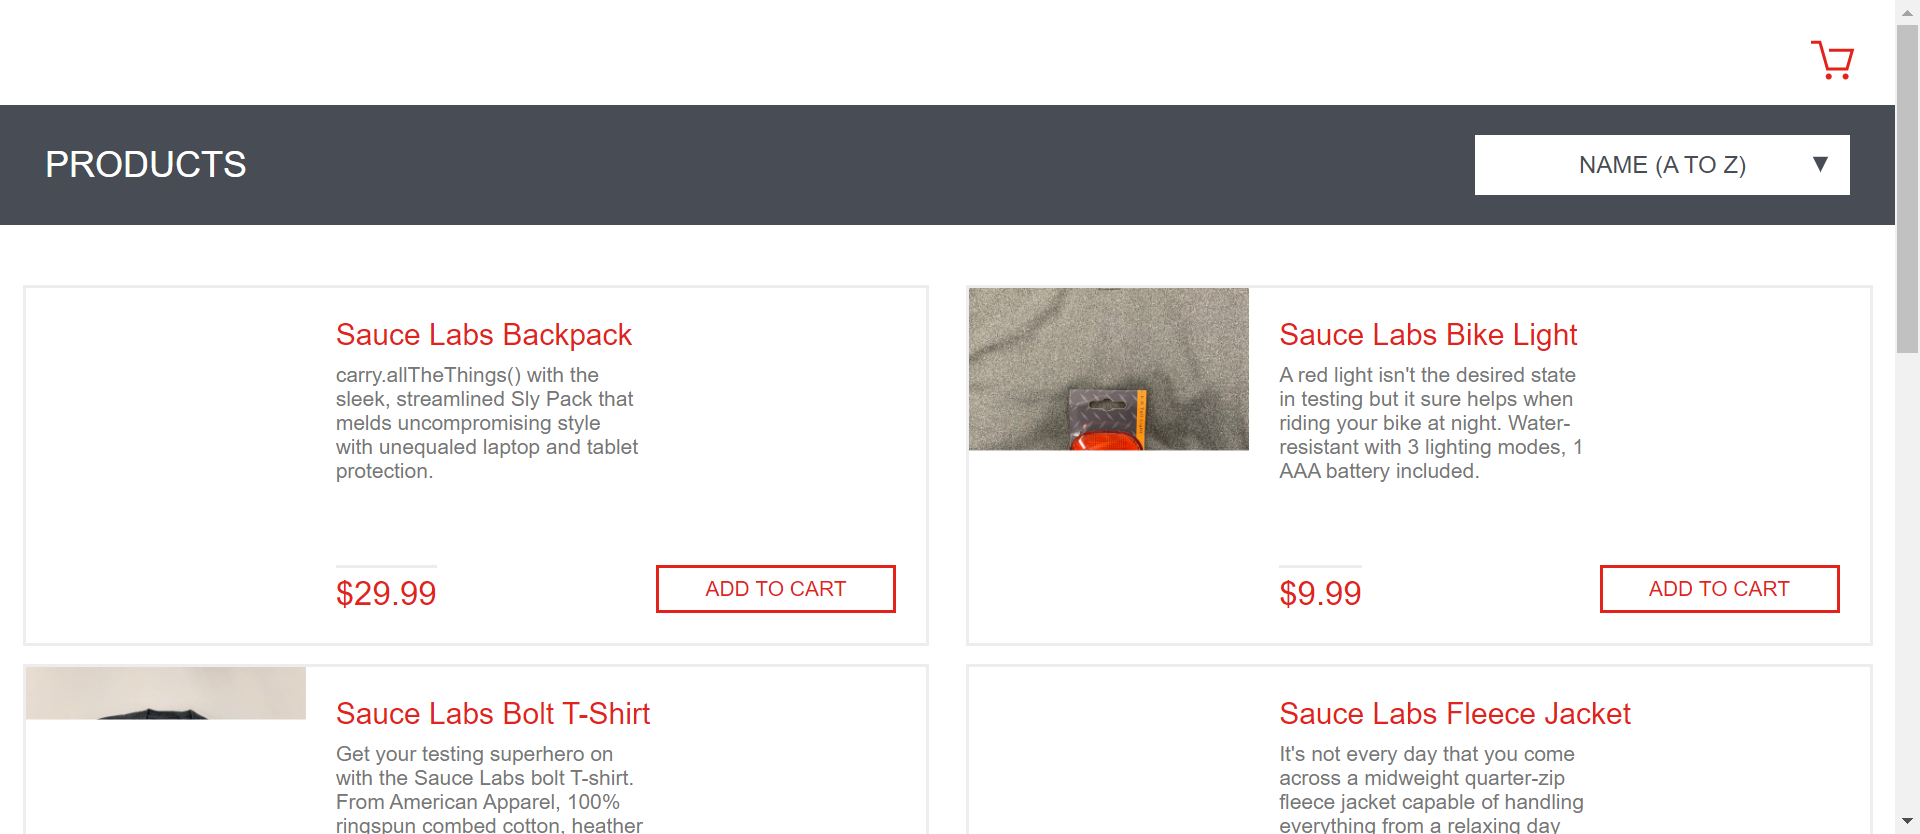 PRODUCTS
NAME (A TO Z)
Sauce Labs Backpack
carry.allTheThings() with the
sleek, streamlined Sly Pack that
melds uncompromising style
with unequaled laptop and tablet
protection.
$29.99
ADD TO CART
Sauce Labs Bike Light
A red light isn't the desired state
in testing but it sure helps when
riding your bike at night. Water-
resistant with 3 lighting modes, 1
AAA battery included.
$9.99
ADD TO CART
Sauce Labs Bolt T-Shirt
Get your testing superhero on
with the Sauce Labs bolt T-shirt.
From American Apparel, 100%
ringspun combed cotton, heather
Sauce Labs Fleece Jacket
It's not every day that you come
across a midweight quarter-zip
fleece jacket capable of handling
everything from a relaxing day